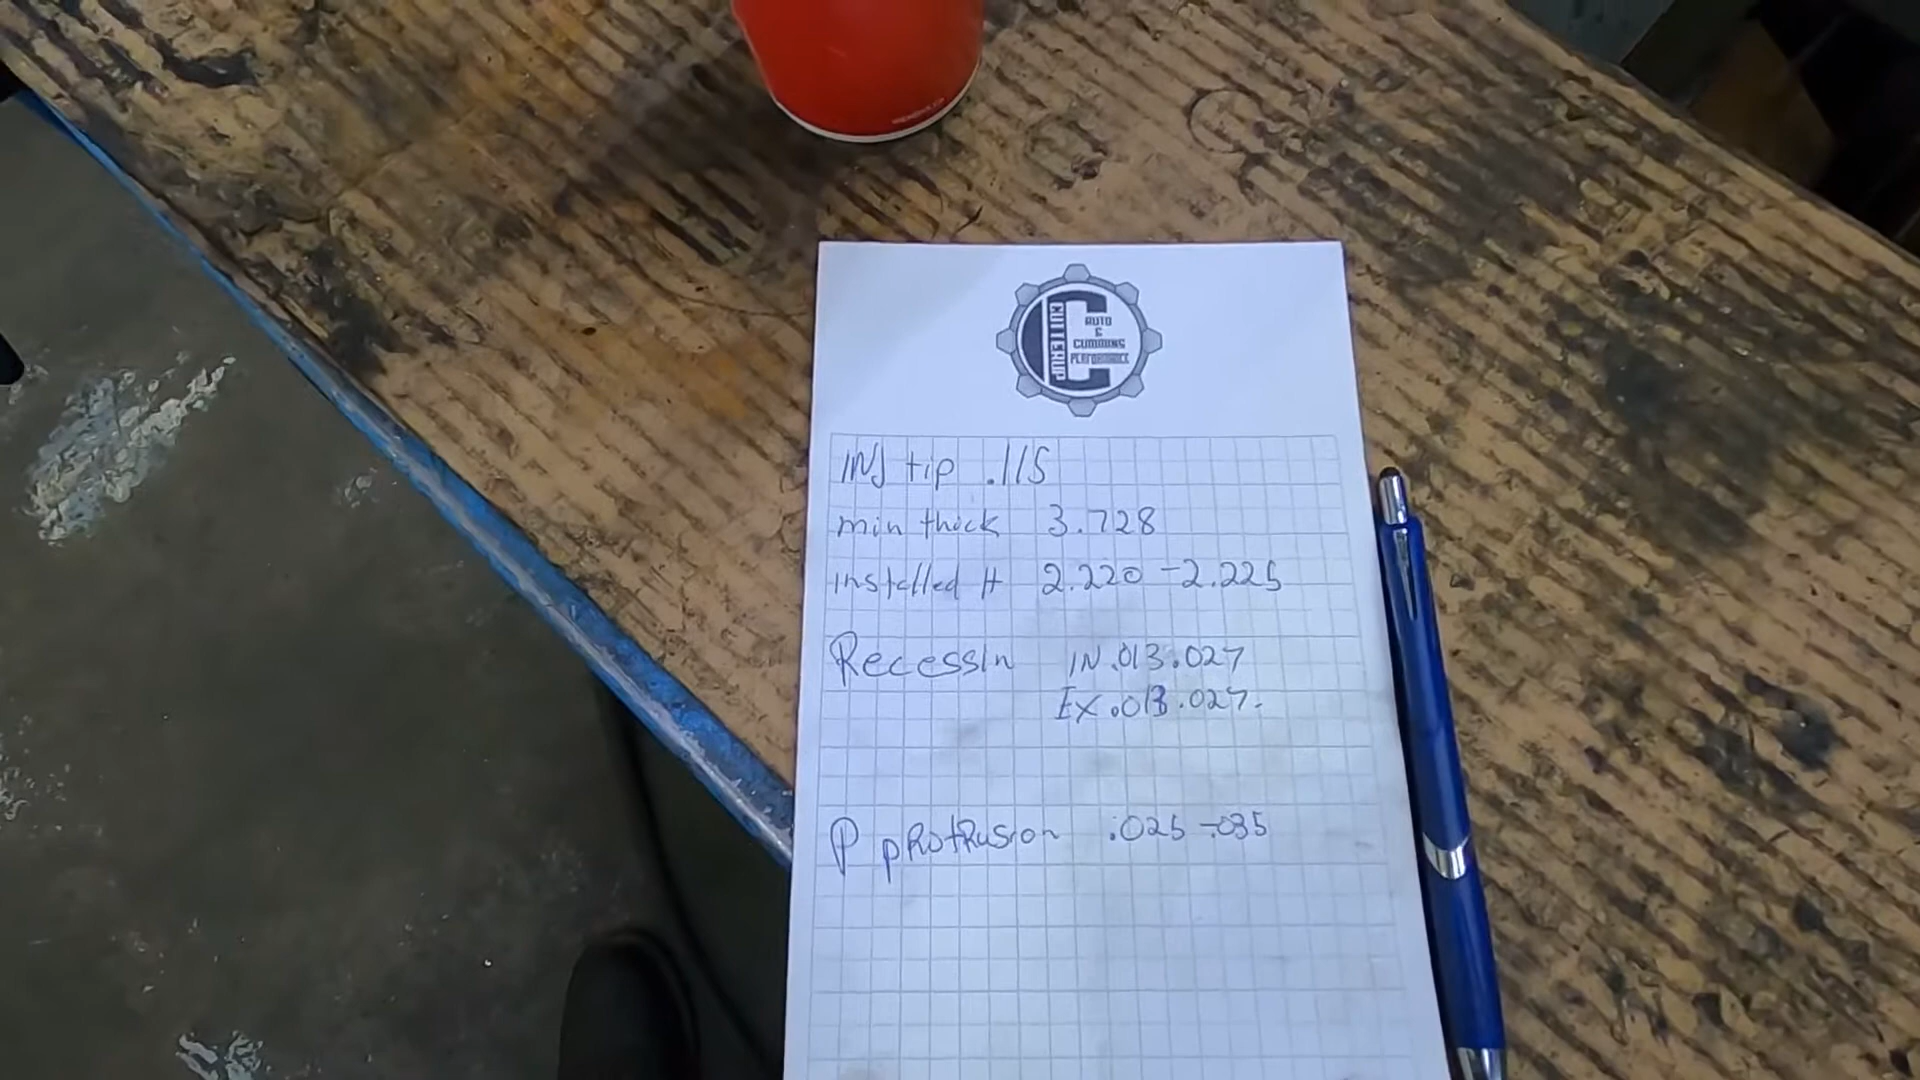 CUTTERUP
AUTO
&
CUMMINS
PERFORMANCE
INJ tip .115
min thick 3.728
installed H 2.220 - 2.225
RecessIn IN .013 .027
EX .013 .027.
P pRotRusion .025 - .035